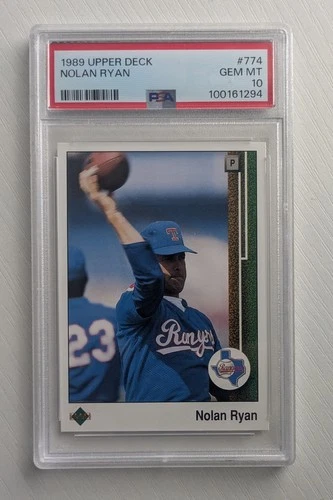 1989 UPPER DECK #774
NOLAN RYAN GEM MT
10
PSA 100161294
P
T
23
Rangers
Nolan Ryan